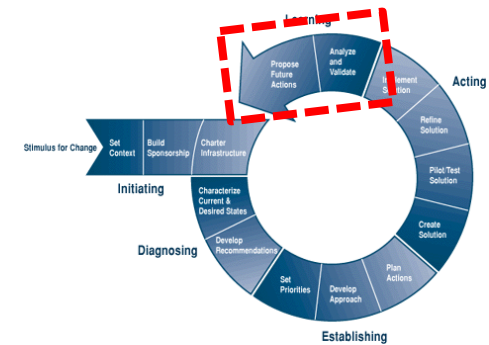 Learning
Propose
Future
Actions
Analyze
and
Validate
Implement
Solution
Acting
Refine
Solution
Pilot/Test
Solution
Create
Solution
Stimulus for Change
Set
Context
Build
Sponsorship
Charter
Infrastructure
Initiating
Characterize
Current &
Desired States
Diagnosing
Develop
Recommendations
Set
Priorities
Develop
Approach
Plan
Actions
Establishing